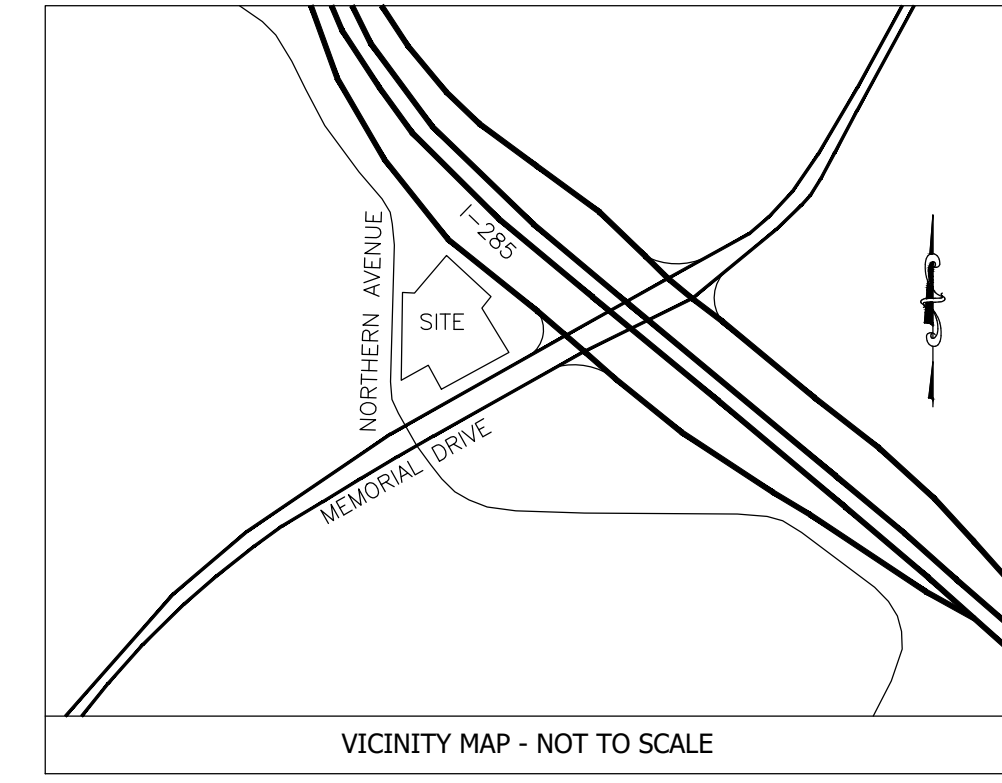 I-285
NORTHERN AVENUE
SITE
MEMORIAL DRIVE
VICINITY MAP - NOT TO SCALE